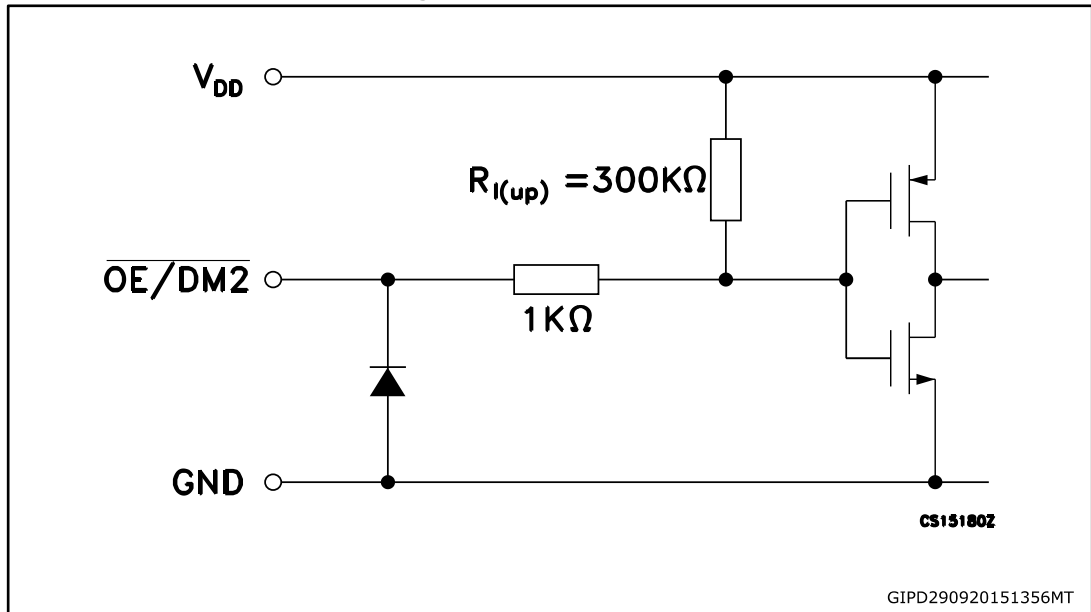 V_DD
R_I(up) =300KΩ
OE/DM2
1KΩ
GND
CS15180Z
GIPD290920151356MT